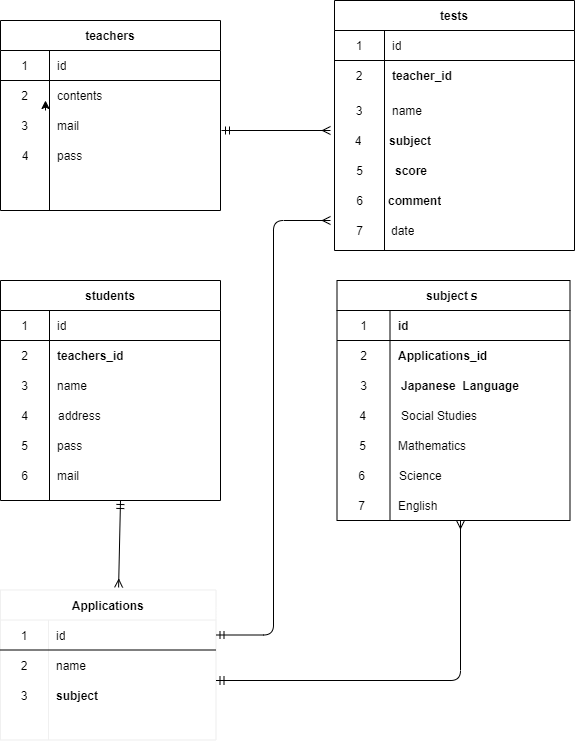 teachers
1 id
2 contents
3 mail
4 pass
tests
1 id
2 teacher_id
3 name
4 subject
5 score
6 comment
7 date
students
1 id
2 teachers_id
3 name
4 address
5 pass
6 mail
subjectｓ
1 id
2 Applications_id
3 Japanese Language
4 Social Studies
5 Mathematics
6 Science
7 English
Applications
1 id
2 name
3 subject